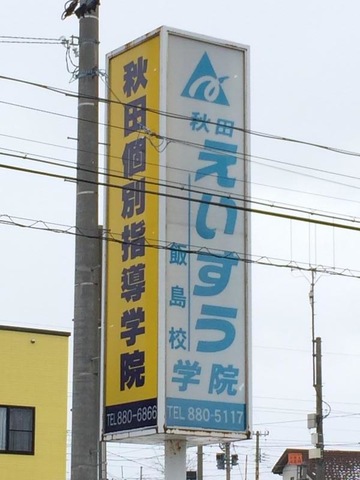 秋田個別指導学院
TEL 880-6866
秋田
えいすう
飯島校
学院
TEL 880-5117